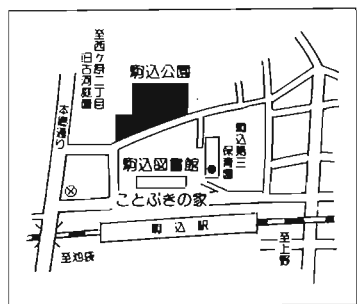 至西ヶ原二丁目
旧古河庭園
本郷通り
駒込公園
駒込第三
保育園
駒込図書館
ことぶきの家
駒込駅
至池袋
至上野